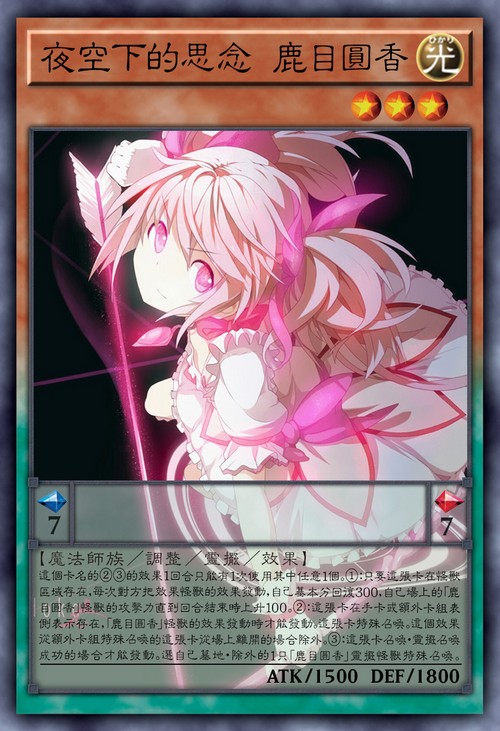 夜空下的思念 鹿目圓香
ひかり
光
7
7
【魔法師族／調整／靈擺／效果】
這個卡名的②③的效果1回合只能有1次使用其中任意1個。①:只要這張卡在怪獸
區域存在,每次對方把效果怪獸的效果發動,自己基本分回復300,自己場上的「鹿
目圓香」怪獸的攻擊力直到回合結束時上升100。②:這張卡在手卡或額外卡組表
側表示存在,「鹿目圓香」怪獸的效果發動時才能發動。這張卡特殊召喚。這個效果
從額外卡組特殊召喚的這張卡從場上離開的場合除外。③:這張卡召喚·靈擺召喚
成功的場合才能發動。選自己墓地·除外的1只「鹿目圓香」靈擺怪獸特殊召喚。
ATK/1500 DEF/1800